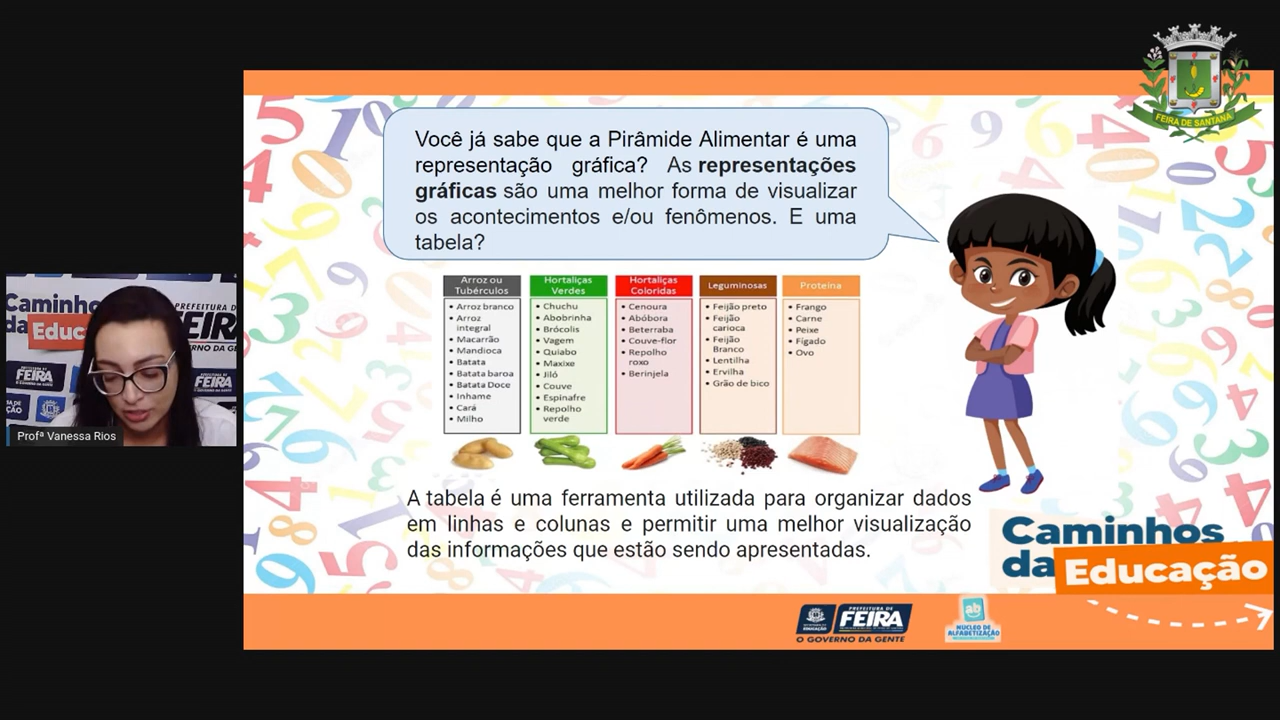 FEIRA DE SANTANA
Você já sabe que a Pirâmide Alimentar é uma
representação gráfica? As representações
gráficas são uma melhor forma de visualizar
os acontecimentos e/ou fenômenos. E uma
tabela?
Arroz ou
Tubérculos
• Arroz branco
• Arroz
integral
• Macarrão
• Mandioca
• Batata
• Batata baroa
• Batata Doce
• Inhame
• Cará
• Milho
Hortaliças
Verdes
• Chuchu
• Abobrinha
• Brócolis
• Vagem
• Quiabo
• Maxixe
• Jiló
• Couve
• Espinafre
• Repolho
verde
Hortaliças
Coloridas
• Cenoura
• Abóbora
• Beterraba
• Couve-flor
• Repolho
roxo
• Berinjela
Leguminosas
• Feijão preto
• Feijão
carioca
• Feijão
Branco
• Lentilha
• Ervilha
• Grão de bico
Proteína
• Frango
• Carne
• Peixe
• Fígado
• Ovo
A tabela é uma ferramenta utilizada para organizar dados
em linhas e colunas e permitir uma melhor visualização
das informações que estão sendo apresentadas.
Caminhos
da Educação
PREFEITURA DE
FEIRA
O GOVERNO DA GENTE
ab
NÚCLEO DE
ALFABETIZAÇÃO
Profª Vanessa Rios